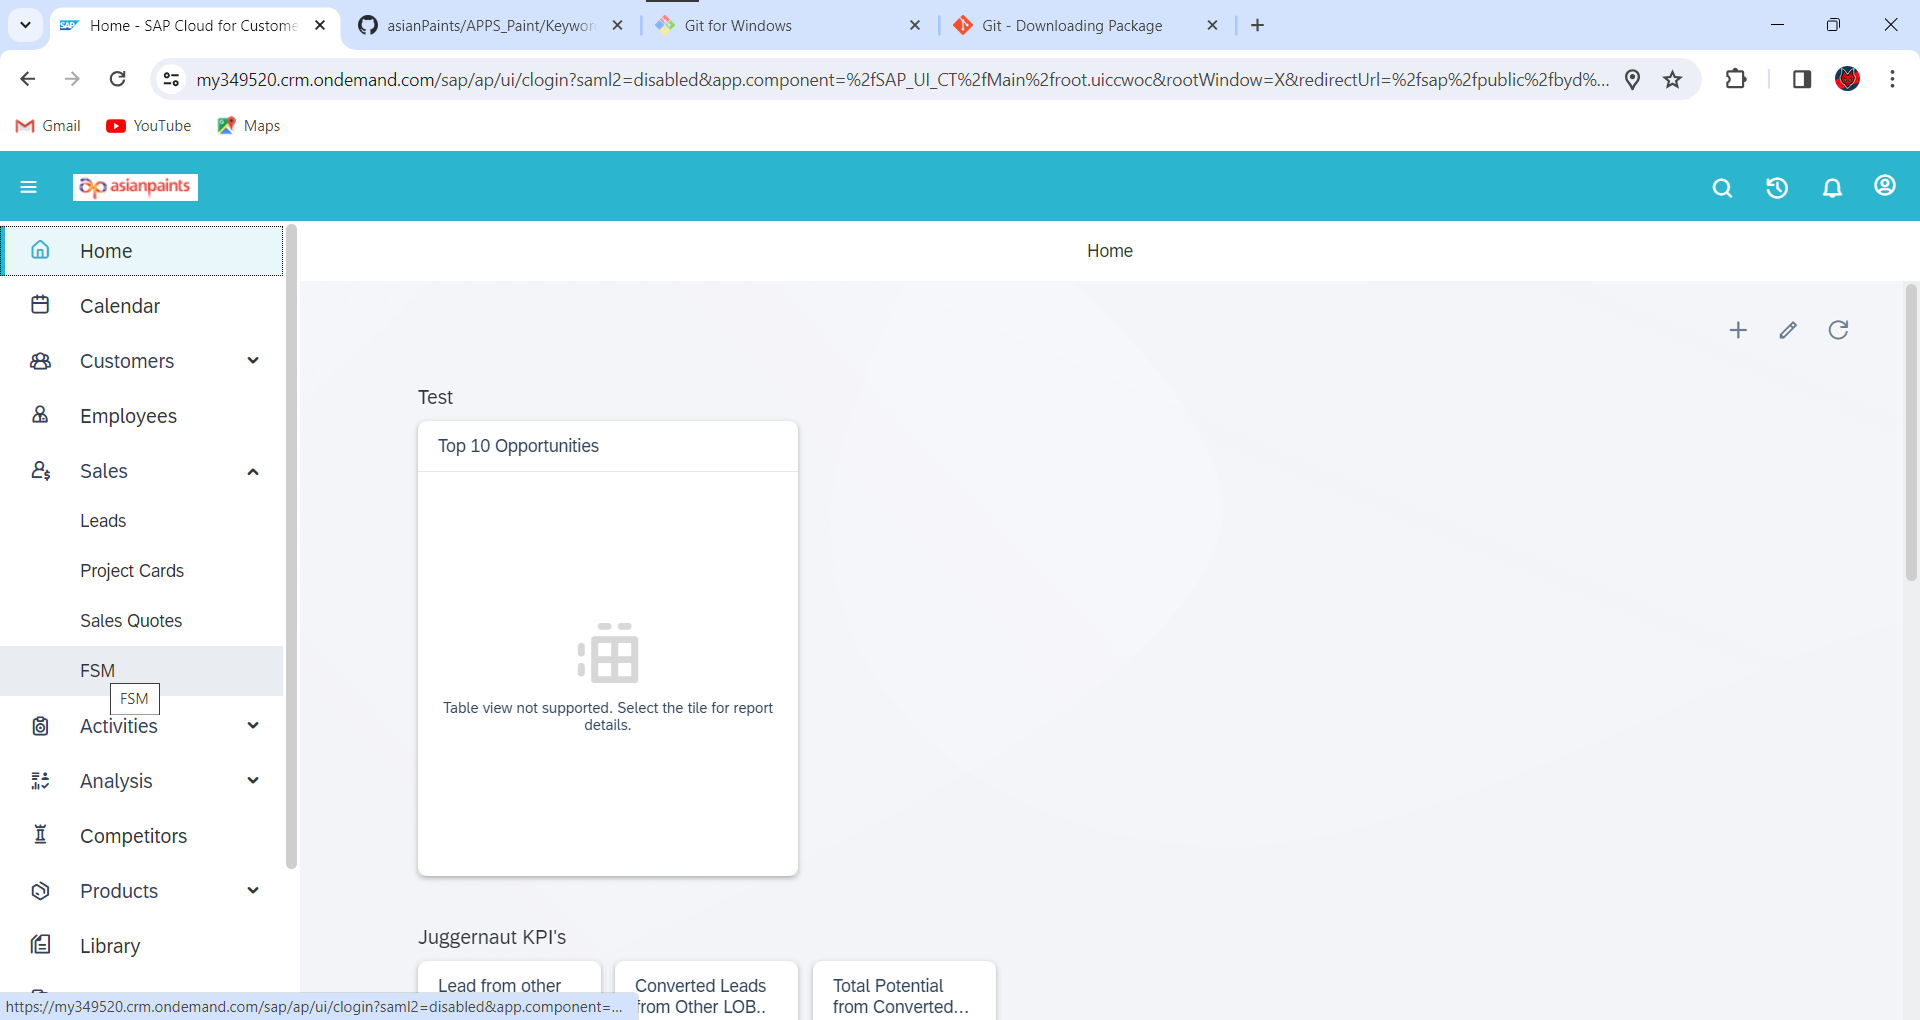 Home - SAP Cloud for Custome
asianPaints/APPS_Paint/Keywor
Git for Windows
Git - Downloading Package
my349520.crm.ondemand.com/sap/ap/ui/clogin?saml2=disabled&app.component=%2fSAP_UI_CT%2fMain%2froot.uiccwoc&rootWindow=X&redirectUrl=%2fsap%2fpublic%2fbyd%...
Gmail
YouTube
Maps
ap asianpaints
Home
Calendar
Customers
Employees
Sales
Leads
Project Cards
Sales Quotes
FSM
FSM
Activities
Analysis
Competitors
Products
Library
https://my349520.crm.ondemand.com/sap/ap/ui/clogin?saml2=disabled&app.component=...
Home
Test
Top 10 Opportunities
Table view not supported. Select the tile for report
details.
Juggernaut KPI's
Lead from other
Converted Leads
from Other LOB..
Total Potential
from Converted...